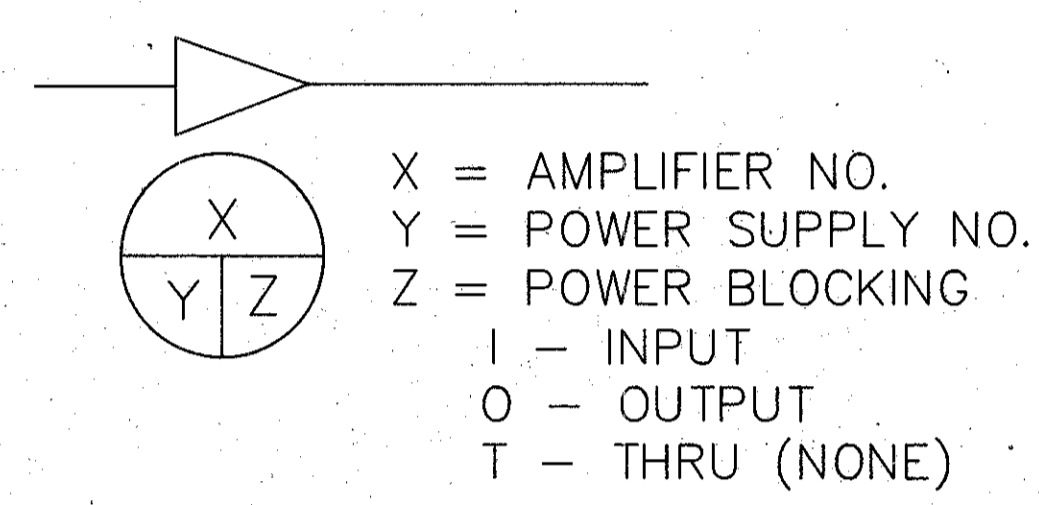 X = AMPLIFIER NO.
X
Y = POWER SUPPLY NO.
Y Z
Z = POWER BLOCKING
I – INPUT
O – OUTPUT
T – THRU (NONE)